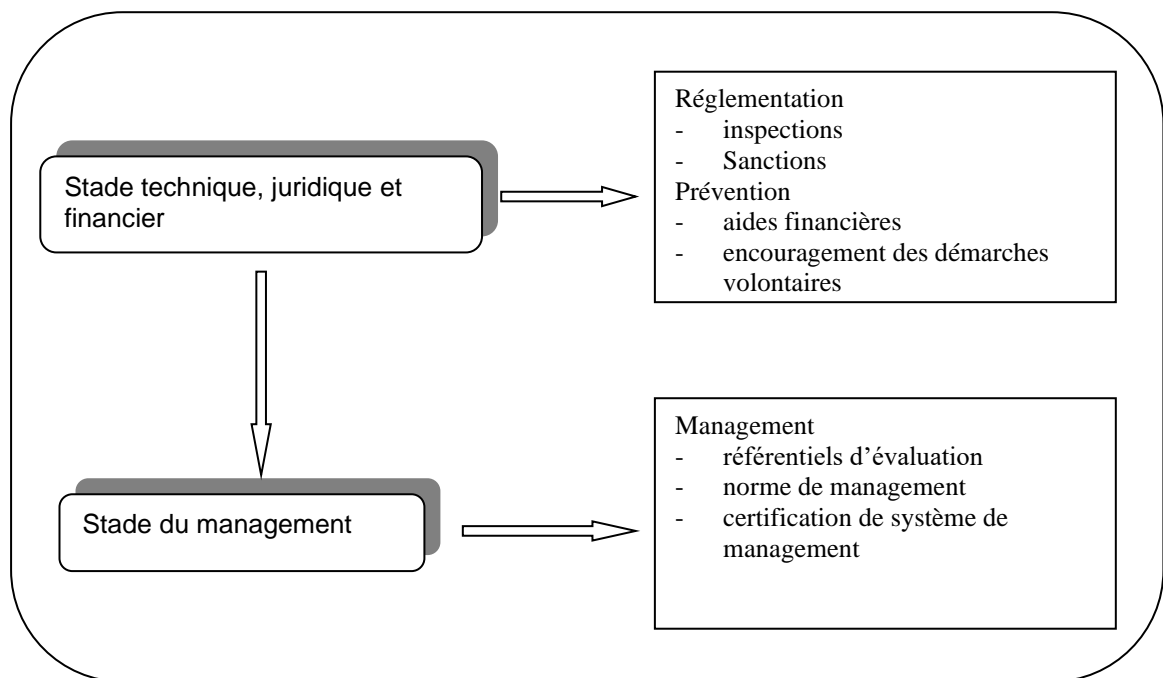 Stade technique, juridique et
financier
Réglementation
- inspections
- Sanctions
Prévention
- aides financières
- encouragement des démarches
volontaires
Stade du management
Management
- référentiels d’évaluation
- norme de management
- certification de système de
management